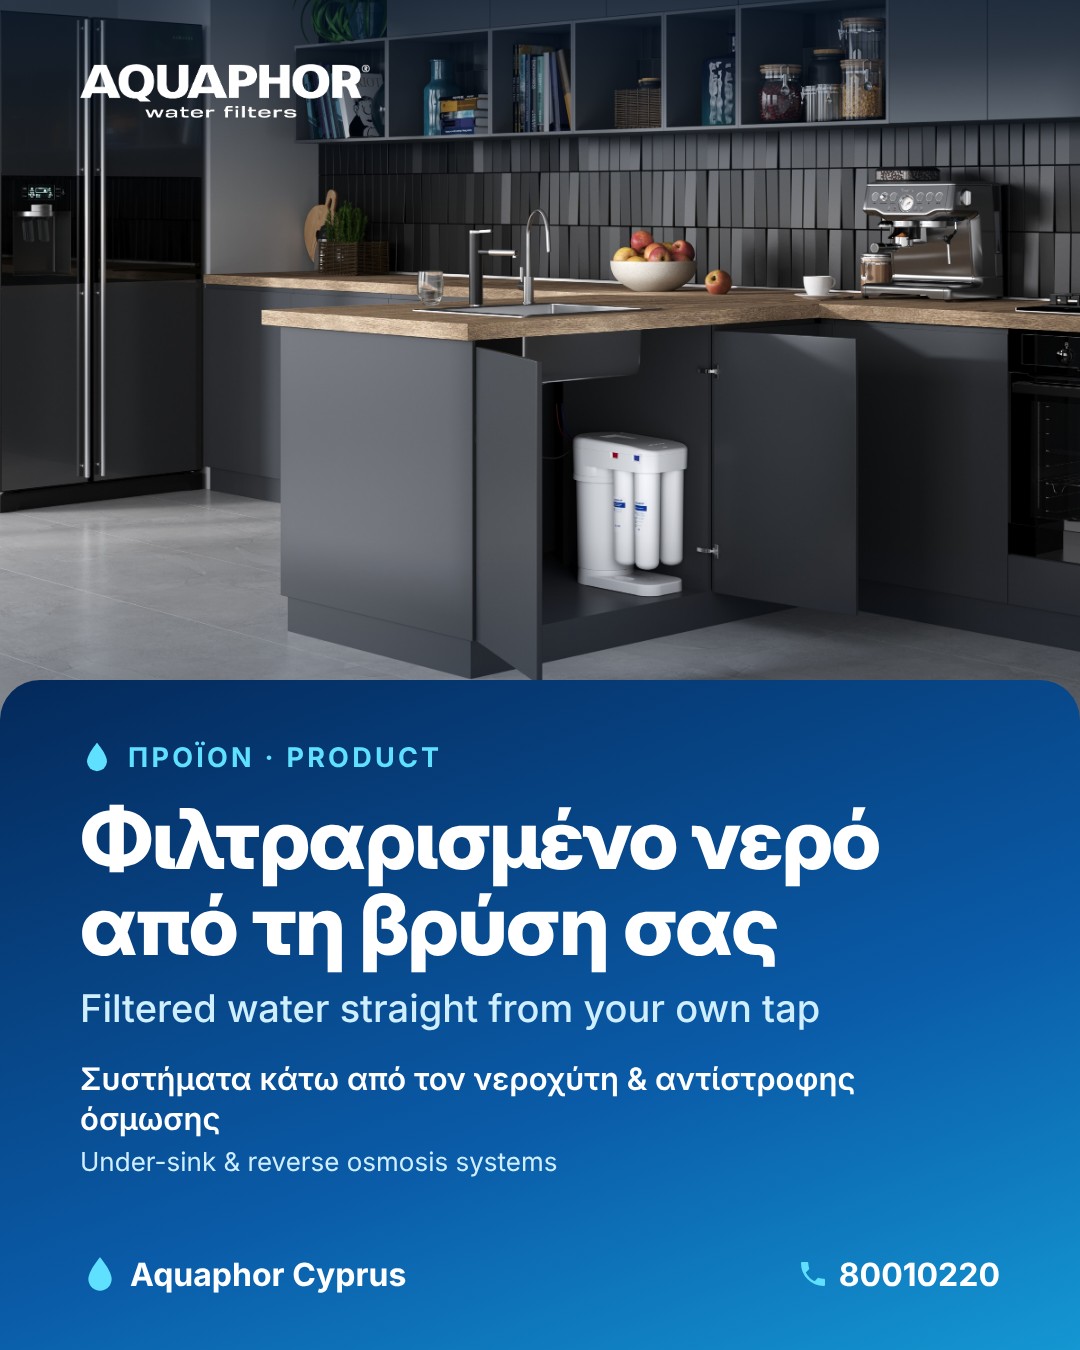 AQUAPHOR®
water filters
ΠΡΟΪΟΝ · PRODUCT
Φιλτραρισμένο νερό
από τη βρύση σας
Filtered water straight from your own tap
Συστήματα κάτω από τον νεροχύτη & αντίστροφης
όσμωσης
Under-sink & reverse osmosis systems
Aquaphor Cyprus
80010220